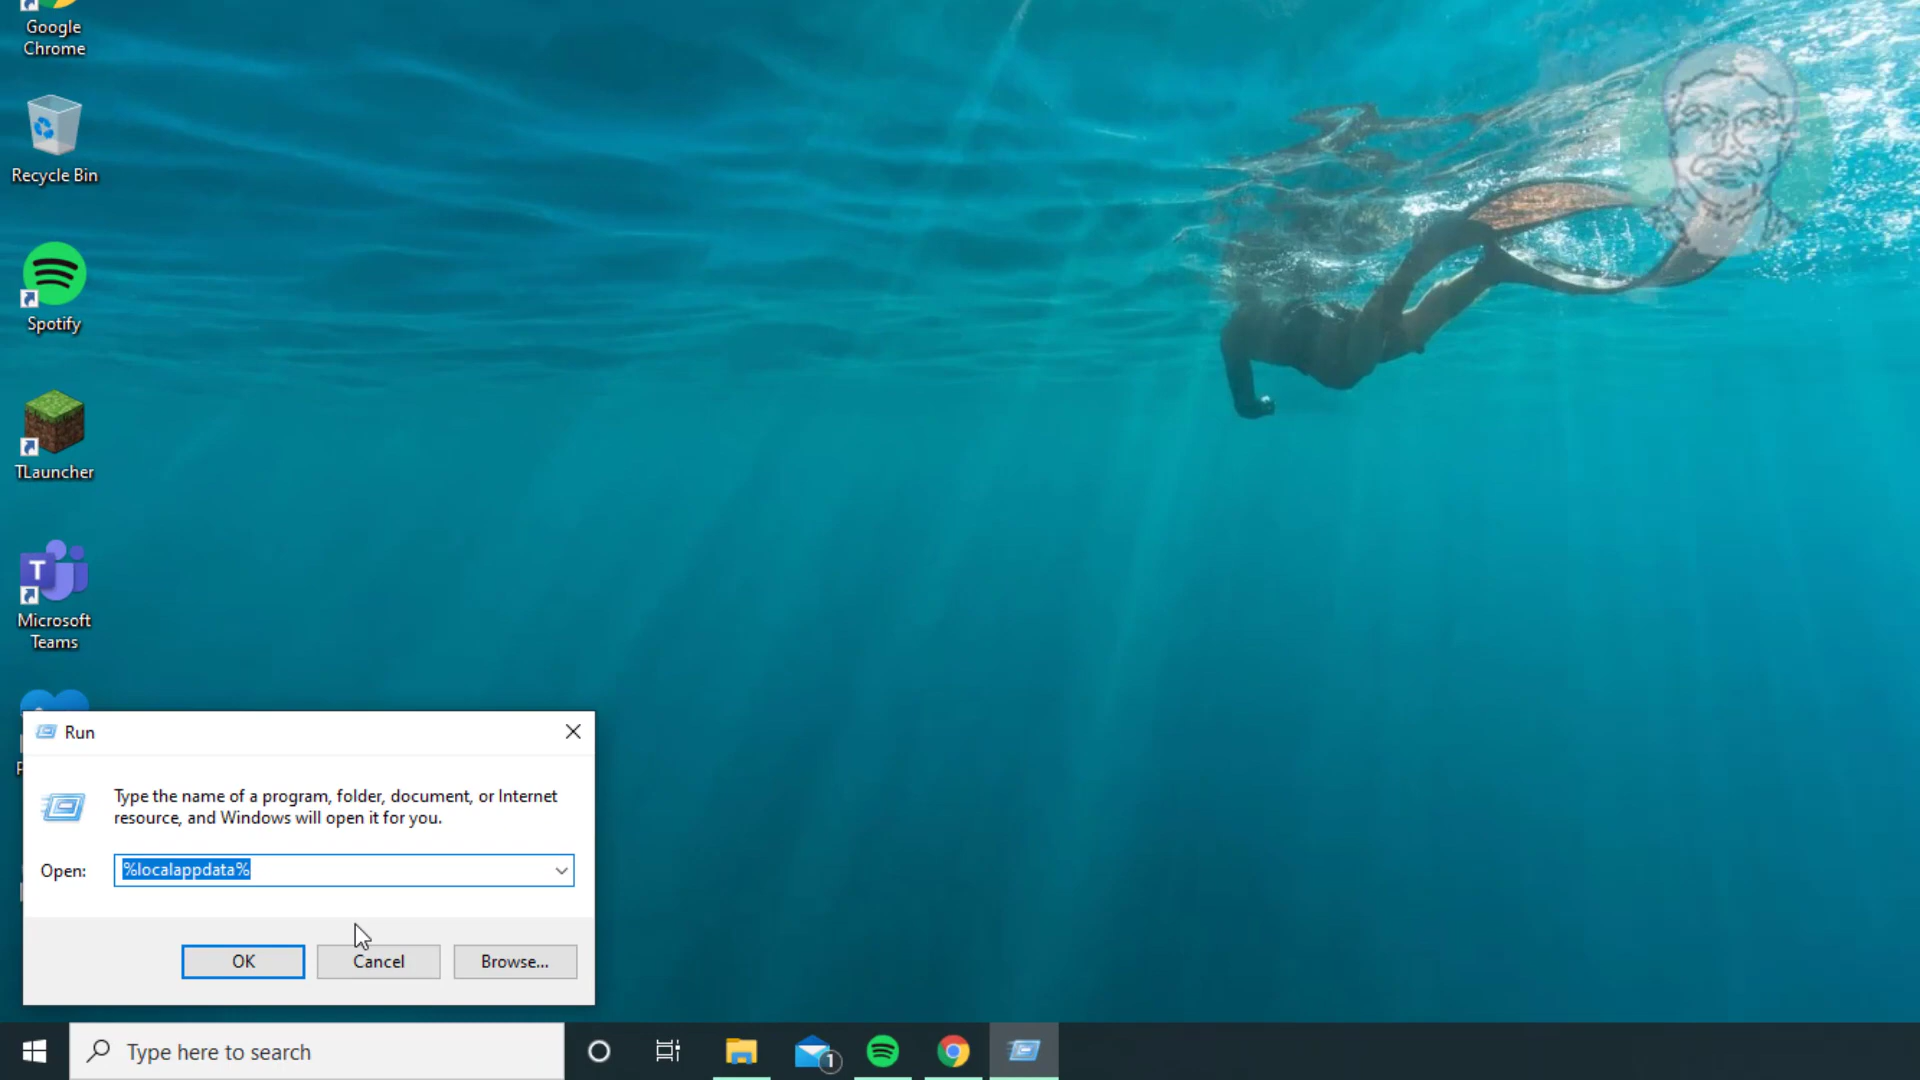 Google
Chrome
Recycle Bin
Spotify
TLauncher
T
Microsoft
Teams
Run
Type the name of a program, folder, document, or Internet
resource, and Windows will open it for you.
Open: %localappdata%
OK Cancel Browse...
Type here to search
1